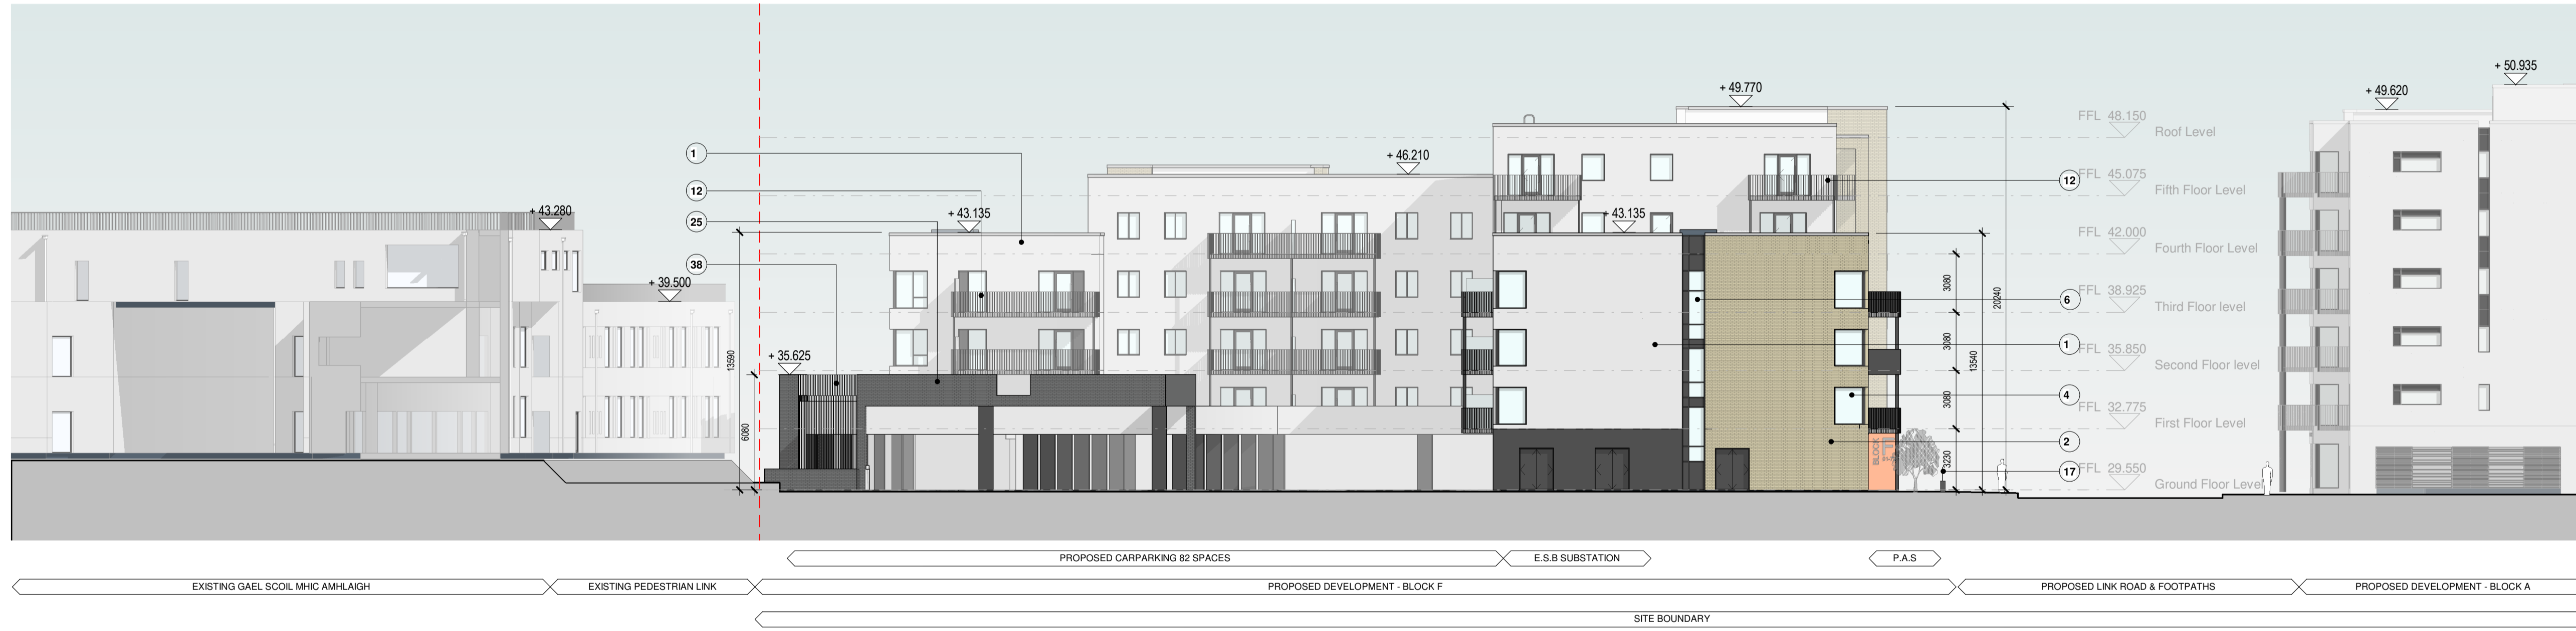 + 50.935
+ 49.770
+ 49.620
FFL 48.150
Roof Level
1
+ 46.210
12
12
FFL 45.075
Fifth Floor Level
+ 43.280
25
+ 43.135
+ 43.135
FFL 42.000
Fourth Floor Level
38
+ 39.500
3080
20240
6
FFL 38.925
Third Floor level
+ 35.625
13590
3080
13540
1
FFL 35.850
Second Floor level
3080
4
FFL 32.775
First Floor Level
6080
BLOCK
F
3230
2
17
FFL 29.550
Ground Floor Level
PROPOSED CARPARKING 82 SPACES
E.S.B SUBSTATION
P.A.S
EXISTING GAEL SCOIL MHIC AMHLAIGH
EXISTING PEDESTRIAN LINK
PROPOSED DEVELOPMENT - BLOCK F
PROPOSED LINK ROAD & FOOTPATHS
PROPOSED DEVELOPMENT - BLOCK A
SITE BOUNDARY